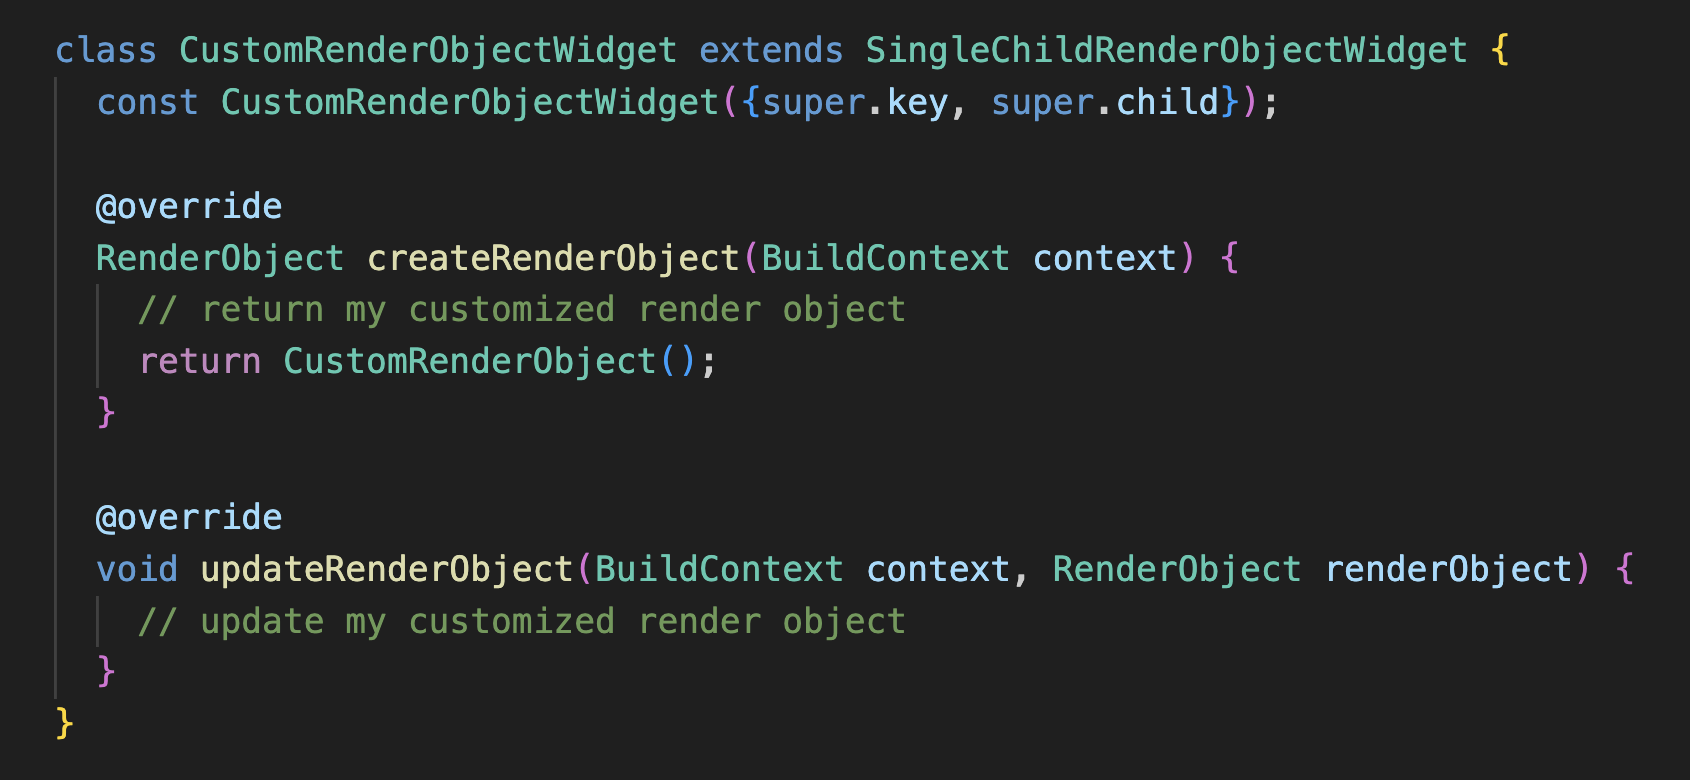 class CustomRenderObjectWidget extends SingleChildRenderObjectWidget {
  const CustomRenderObjectWidget({super.key, super.child});

  @override
  RenderObject createRenderObject(BuildContext context) {
    // return my customized render object
    return CustomRenderObject();
  }

  @override
  void updateRenderObject(BuildContext context, RenderObject renderObject) {
    // update my customized render object
  }
}